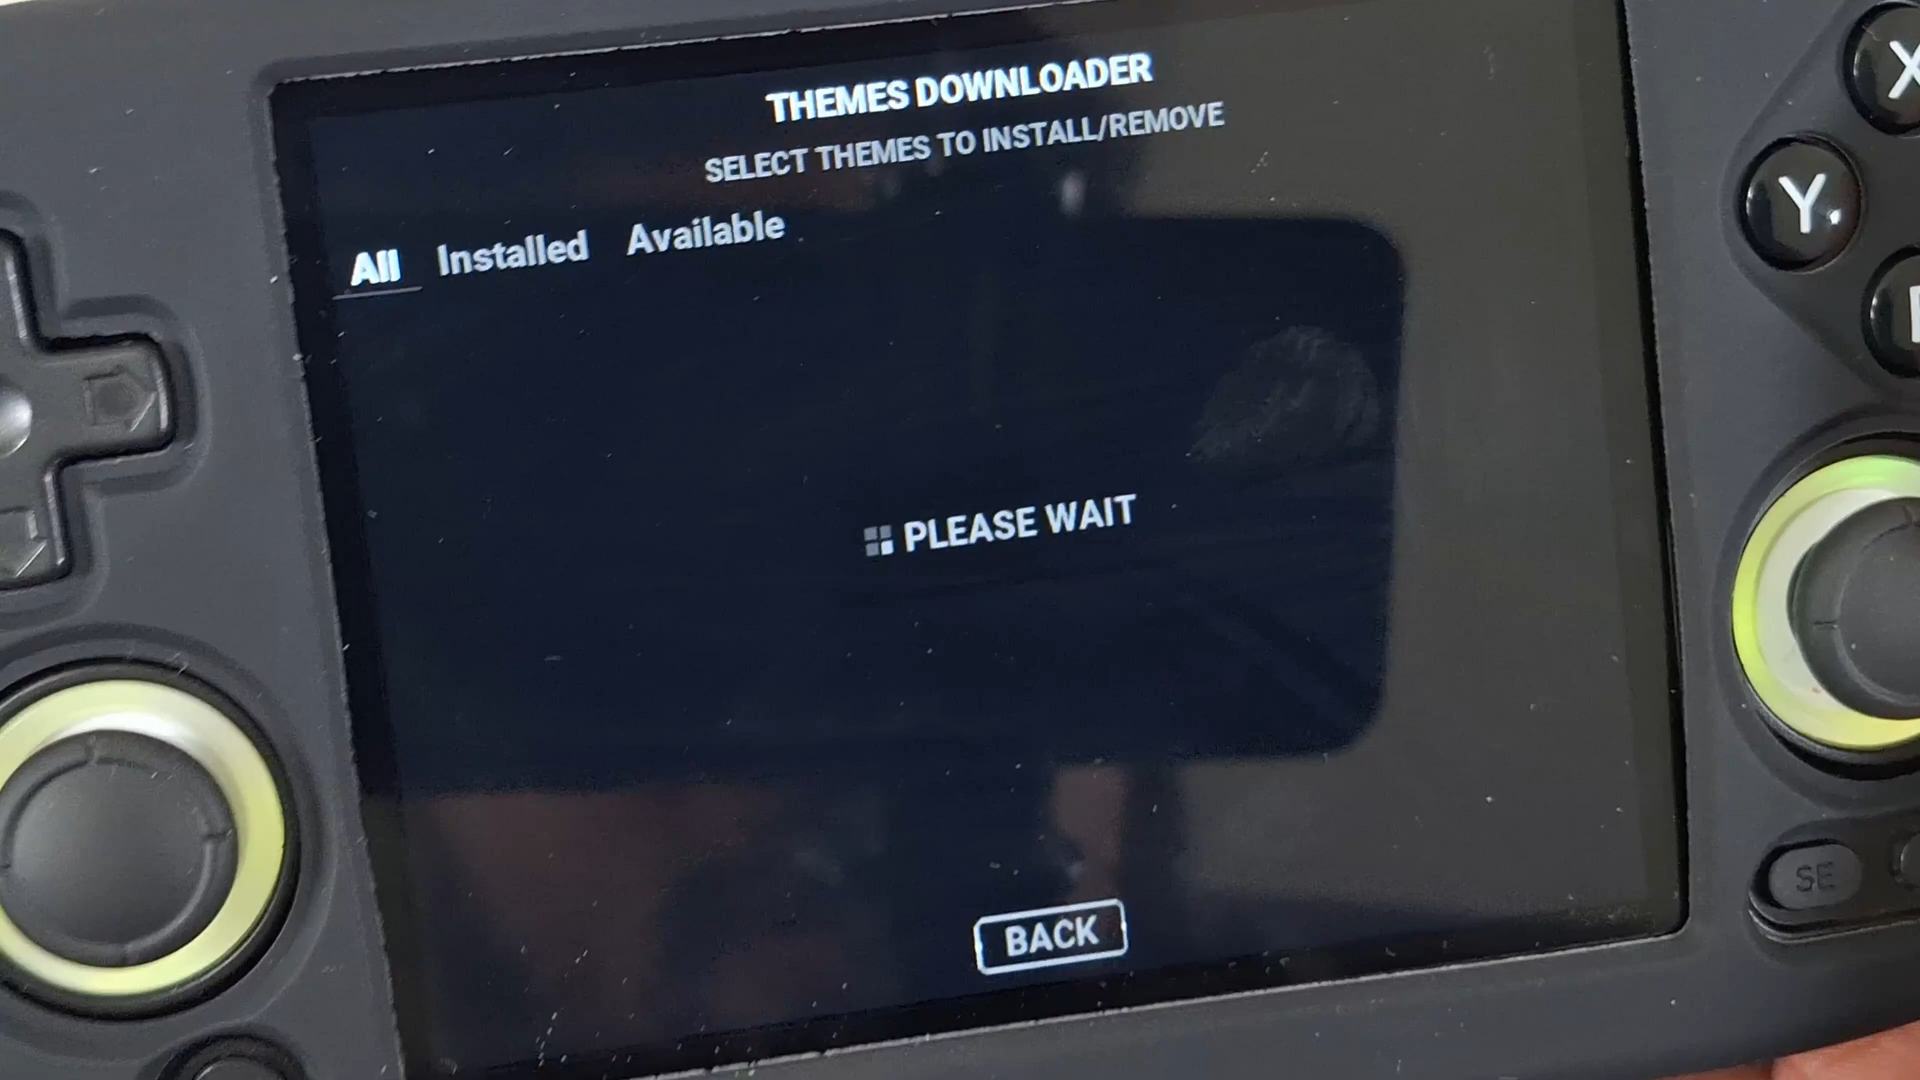 THEMES DOWNLOADER
SELECT THEMES TO INSTALL/REMOVE
All Installed Available
PLEASE WAIT
BACK
X
Y
SE